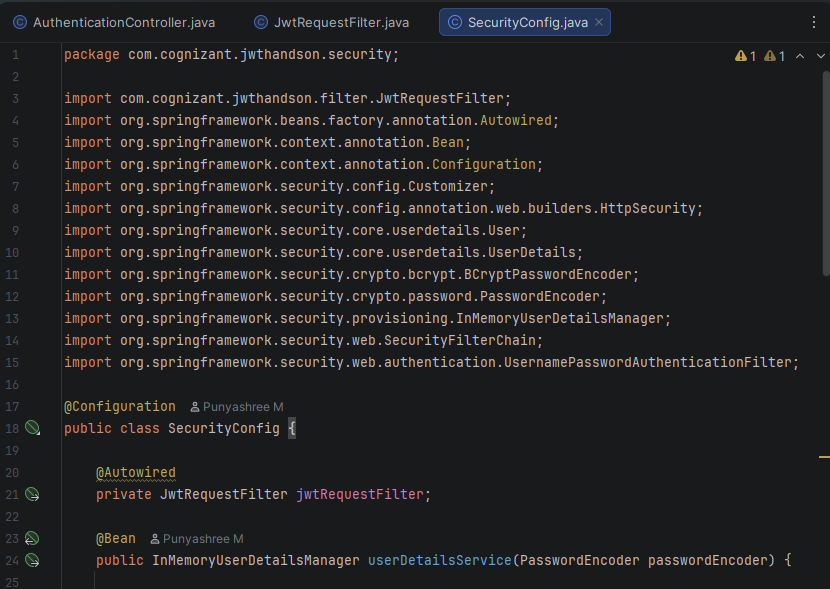 AuthenticationController.java JwtRequestFilter.java SecurityConfig.java
1 package com.cognizant.jwthandson.security; 1 1
2
3 import com.cognizant.jwthandson.filter.JwtRequestFilter;
4 import org.springframework.beans.factory.annotation.Autowired;
5 import org.springframework.context.annotation.Bean;
6 import org.springframework.context.annotation.Configuration;
7 import org.springframework.security.config.Customizer;
8 import org.springframework.security.config.annotation.web.builders.HttpSecurity;
9 import org.springframework.security.core.userdetails.User;
10 import org.springframework.security.core.userdetails.UserDetails;
11 import org.springframework.security.crypto.bcrypt.BCryptPasswordEncoder;
12 import org.springframework.security.crypto.password.PasswordEncoder;
13 import org.springframework.security.provisioning.InMemoryUserDetailsManager;
14 import org.springframework.security.web.SecurityFilterChain;
15 import org.springframework.security.web.authentication.UsernamePasswordAuthenticationFilter;
16
17 @Configuration Punyashree M
18 public class SecurityConfig {
19
20 @Autowired
21 private JwtRequestFilter jwtRequestFilter;
22
23 @Bean Punyashree M
24 public InMemoryUserDetailsManager userDetailsService(PasswordEncoder passwordEncoder) {
25